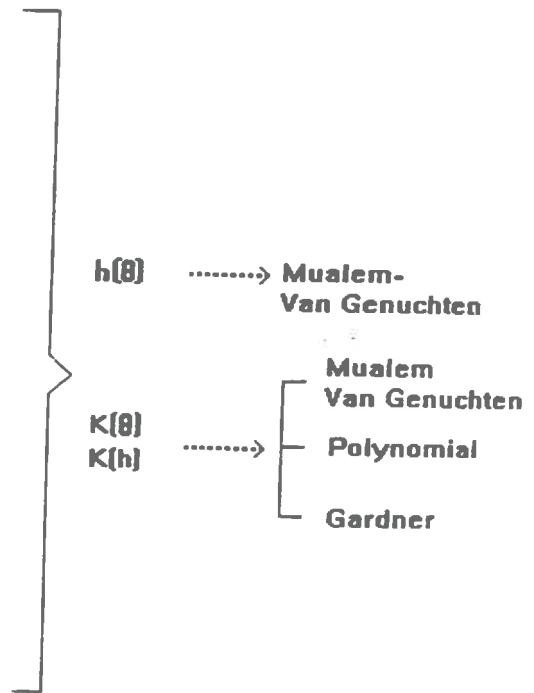 h(θ)
Mualem-
Van Genuchten
K(θ)
K(h)
Mualem
Van Genuchten
Polynomial
Gardner